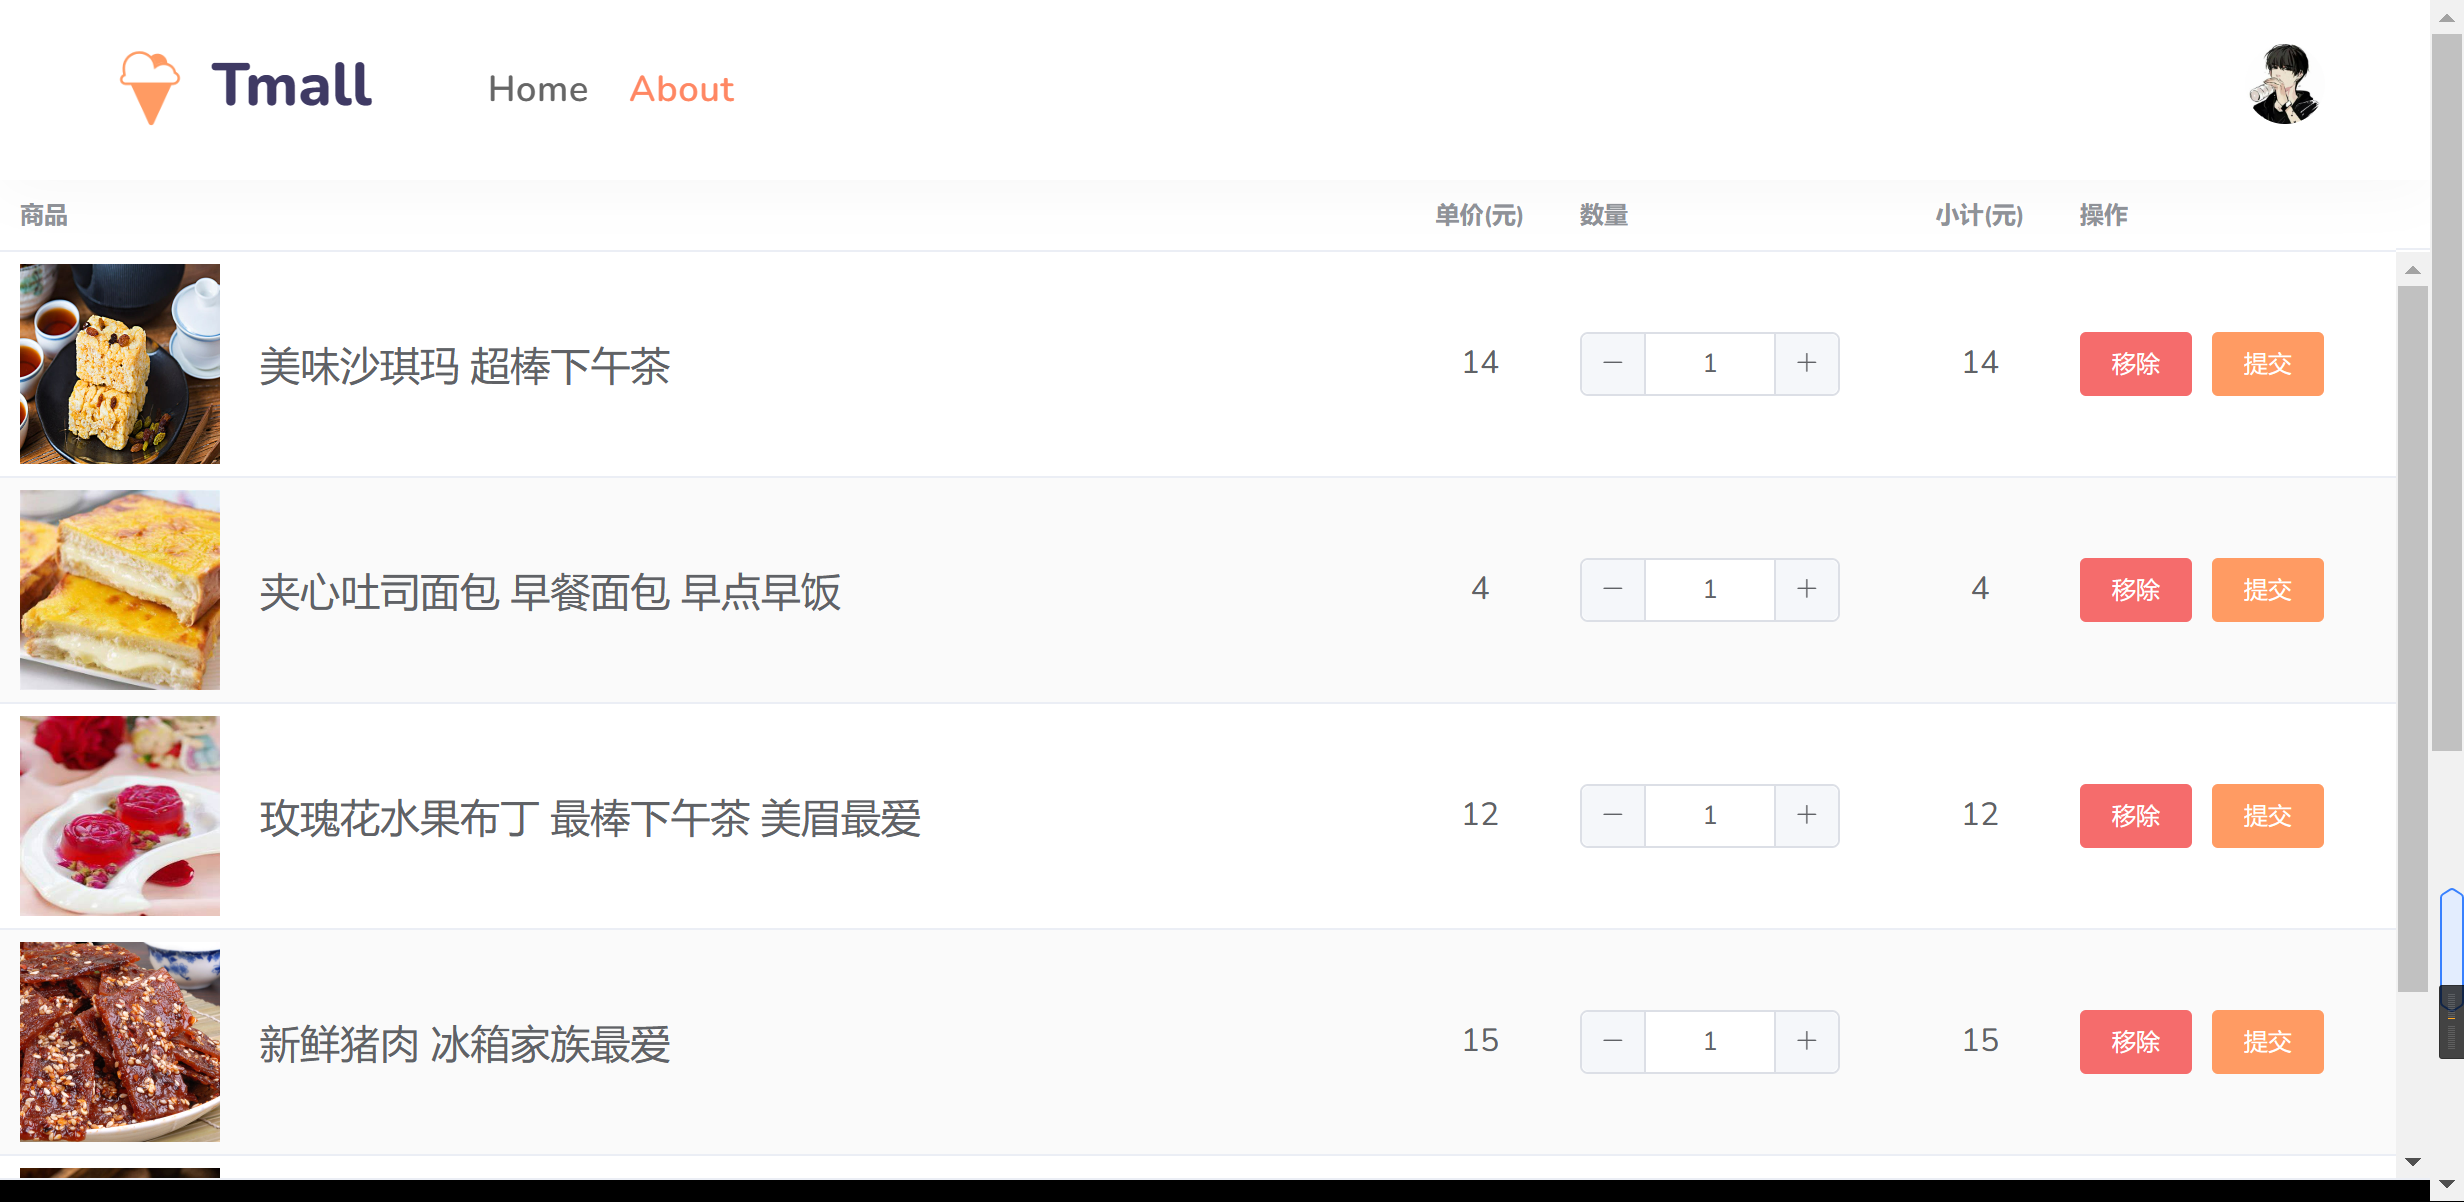 Tmall
Home About
商品 单价(元) 数量 小计(元) 操作
美味沙琪玛 超棒下午茶 14 － 1 ＋ 14 移除 提交
夹心吐司面包 早餐面包 早点早饭 4 － 1 ＋ 4 移除 提交
玫瑰花水果布丁 最棒下午茶 美眉最爱 12 － 1 ＋ 12 移除 提交
新鲜猪肉 冰箱家族最爱 15 － 1 ＋ 15 移除 提交